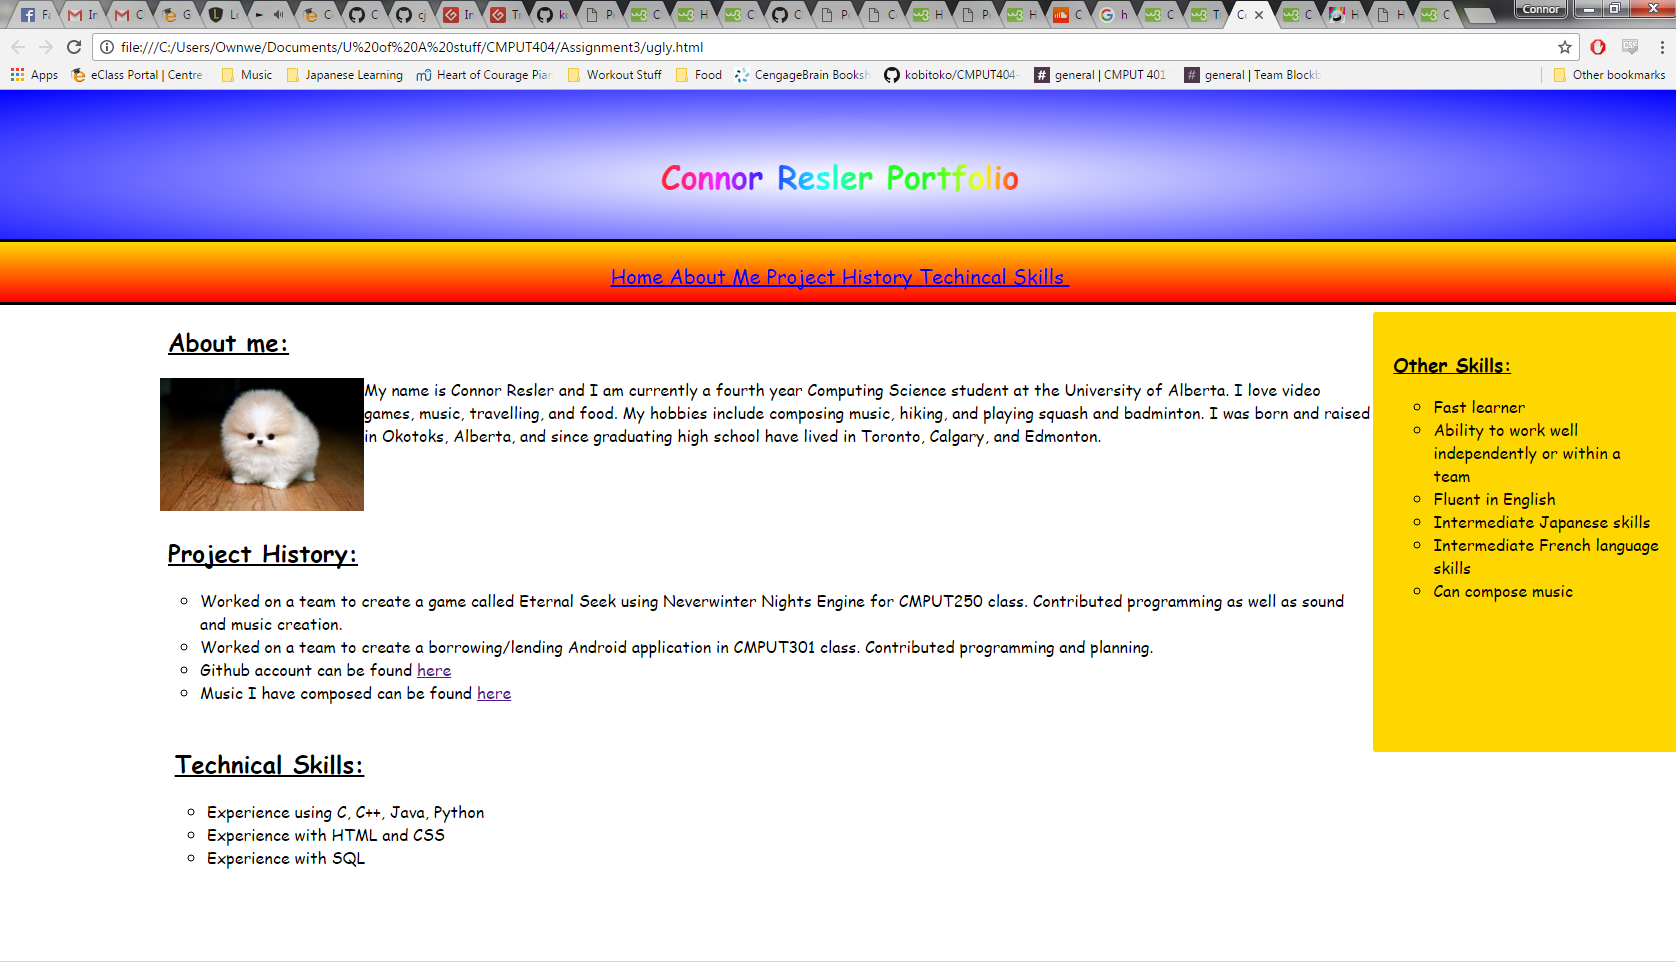 Connor
file:///C:/Users/Ownwe/Documents/U%20of%20A%20stuff/CMPUT404/Assignment3/ugly.html
Apps eClass Portal | Centre Music Japanese Learning Heart of Courage Pian Workout Stuff Food CengageBrain Booksh kobitoko/CMPUT404- general | CMPUT 401 general | Team Blockb Other bookmarks
Connor Resler Portfolio
Home About Me Project History Techincal Skills
About me:
My name is Connor Resler and I am currently a fourth year Computing Science student at the University of Alberta. I love video
games, music, travelling, and food. My hobbies include composing music, hiking, and playing squash and badminton. I was born and raised
in Okotoks, Alberta, and since graduating high school have lived in Toronto, Calgary, and Edmonton.
Project History:
Worked on a team to create a game called Eternal Seek using Neverwinter Nights Engine for CMPUT250 class. Contributed programming as well as sound
and music creation.
Worked on a team to create a borrowing/lending Android application in CMPUT301 class. Contributed programming and planning.
Github account can be found here
Music I have composed can be found here
Technical Skills:
Experience using C, C++, Java, Python
Experience with HTML and CSS
Experience with SQL
Other Skills:
Fast learner
Ability to work well
independently or within a
team
Fluent in English
Intermediate Japanese skills
Intermediate French language
skills
Can compose music